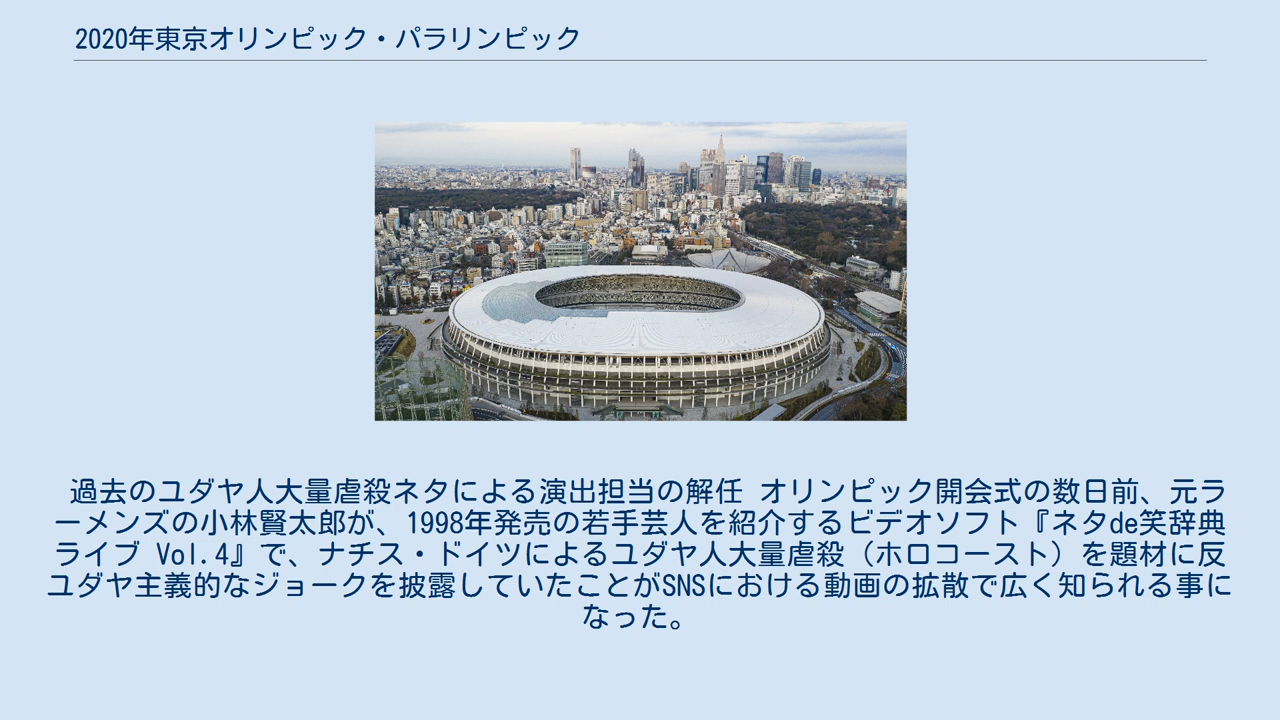 2020年東京オリンピック・パラリンピック
過去のユダヤ人大量虐殺ネタによる演出担当の解任 オリンピック開会式の数日前、元ラ
ーメンズの小林賢太郎が、1998年発売の若手芸人を紹介するビデオソフト『ネタde笑辞典
ライブ Vol.4』で、ナチス・ドイツによるユダヤ人大量虐殺（ホロコースト）を題材に反
ユダヤ主義的なジョークを披露していたことがSNSにおける動画の拡散で広く知られる事に
なった。